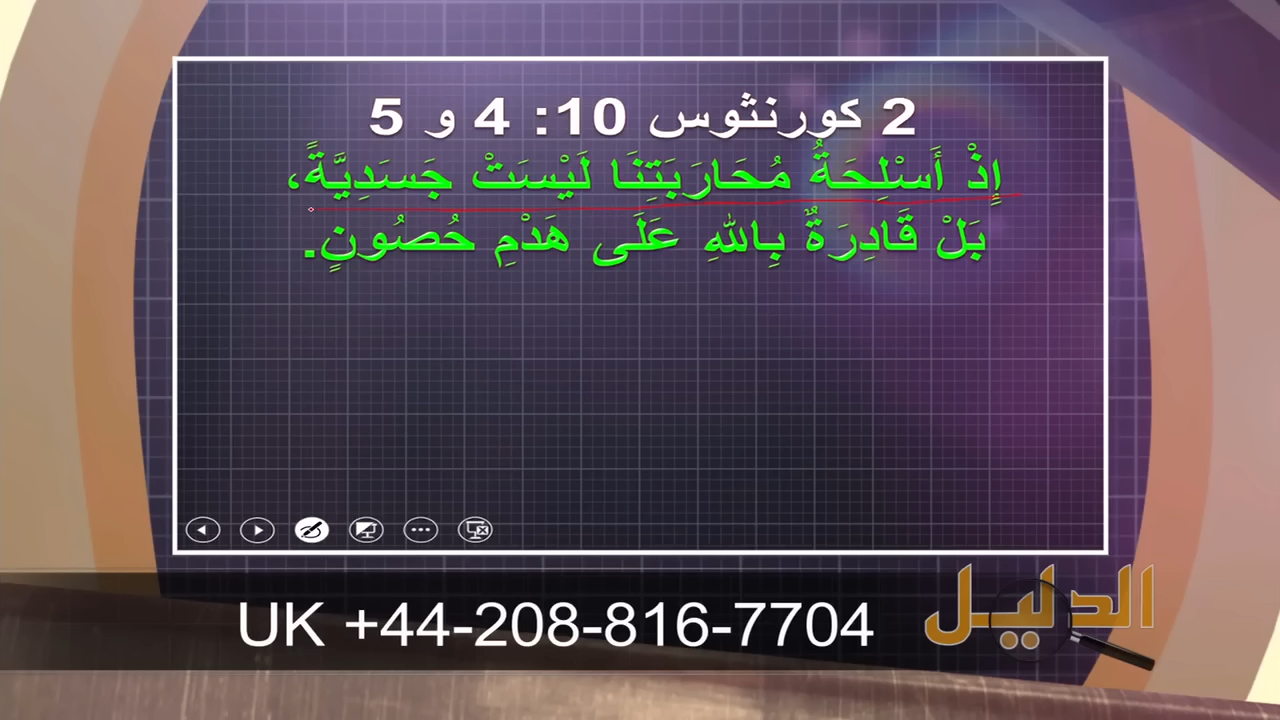 2 كورنثوس 10: 4 و 5
إِذْ أَسْلِحَةُ مُحَارَبَتِنَا لَيْسَتْ جَسَدِيَّةً،
بَلْ قَادِرَةٌ بِاللهِ عَلَى هَدْمِ حُصُونٍ.
UK +44-208-816-7704
الدليل